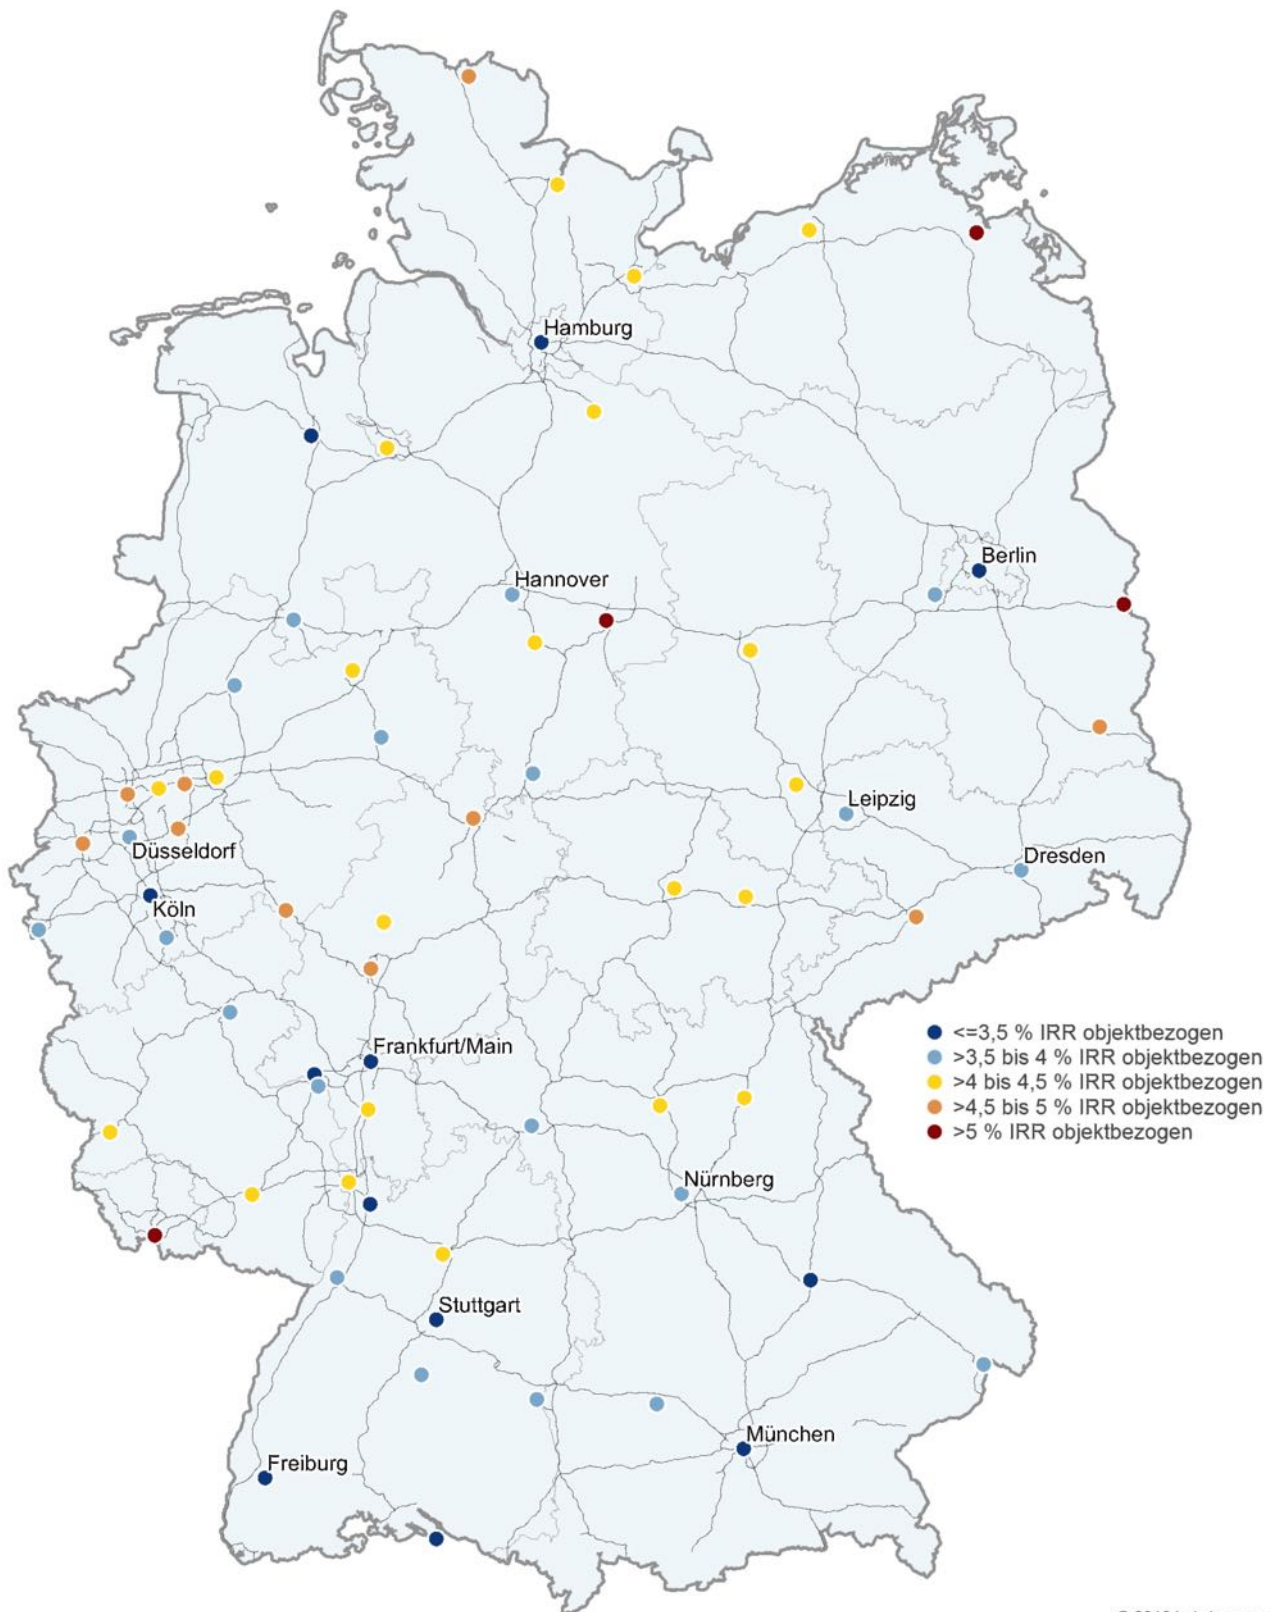 Hamburg
Berlin
Hannover
Leipzig
Düsseldorf
Dresden
Köln
Frankfurt/Main
<=3,5 % IRR objektbezogen
>3,5 bis 4 % IRR objektbezogen
>4 bis 4,5 % IRR objektbezogen
>4,5 bis 5 % IRR objektbezogen
>5 % IRR objektbezogen
Nürnberg
Stuttgart
München
Freiburg